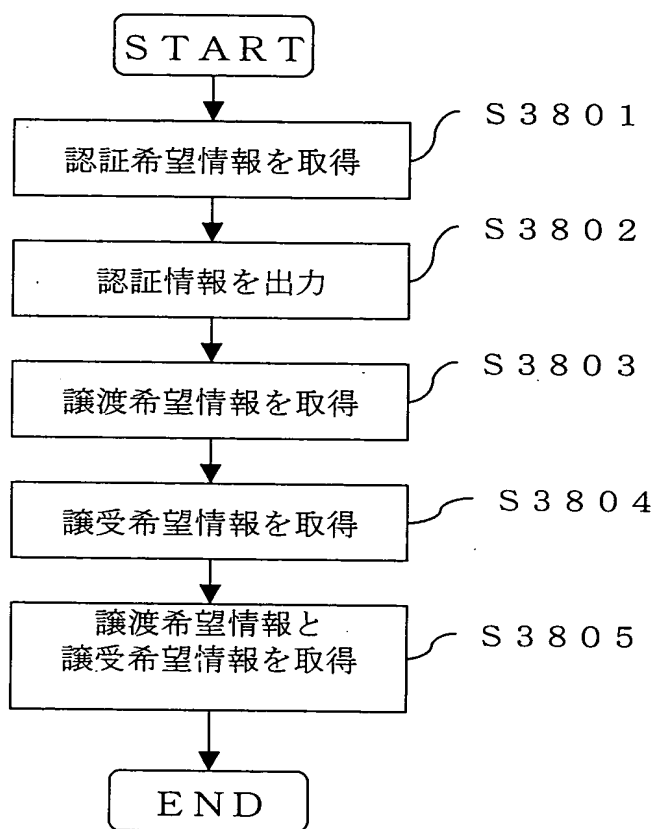 ＳＴＡＲＴ
Ｓ３８０１
認証希望情報を取得
Ｓ３８０２
認証情報を出力
Ｓ３８０３
譲渡希望情報を取得
Ｓ３８０４
譲受希望情報を取得
Ｓ３８０５
譲渡希望情報と
譲受希望情報を取得
ＥＮＤ